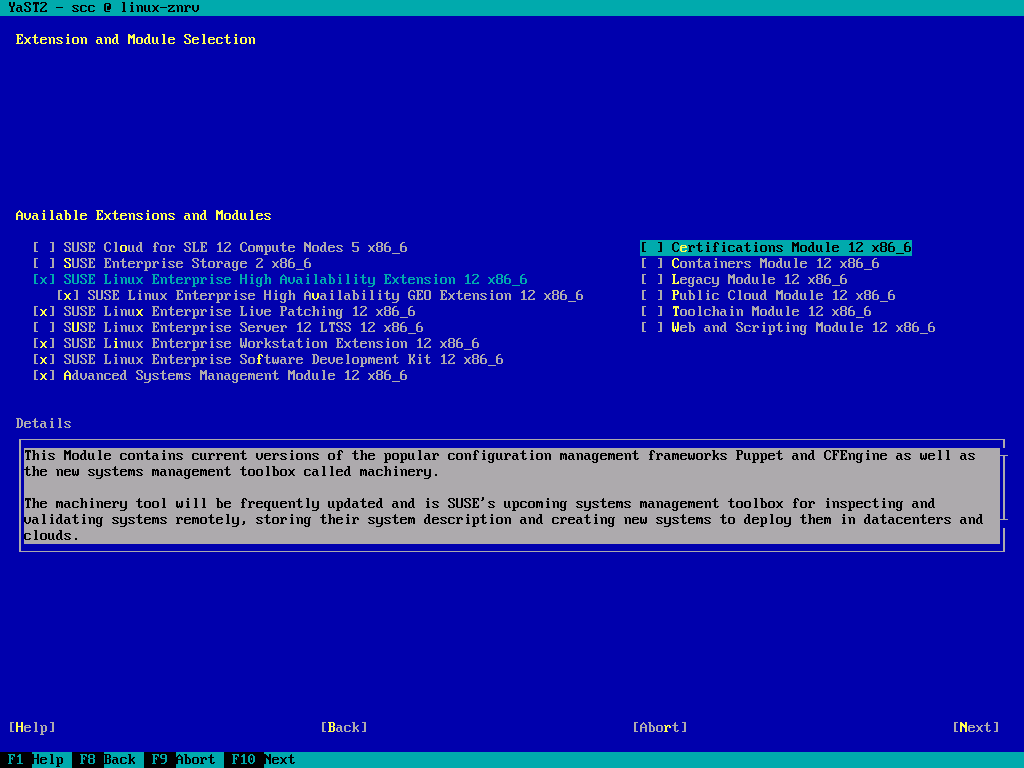 YaST2 - scc @ linux-znrv
Extension and Module Selection
Available Extensions and Modules
[ ] SUSE Cloud for SLE 12 Compute Nodes 5 x86_6
[ ] SUSE Enterprise Storage 2 x86_6
[x] SUSE Linux Enterprise High Availability Extension 12 x86_6
[x] SUSE Linux Enterprise High Availability GEO Extension 12 x86_6
[x] SUSE Linux Enterprise Live Patching 12 x86_6
[ ] SUSE Linux Enterprise Server 12 LTSS 12 x86_6
[x] SUSE Linux Enterprise Workstation Extension 12 x86_6
[x] SUSE Linux Enterprise Software Development Kit 12 x86_6
[x] Advanced Systems Management Module 12 x86_6
[ ] Certifications Module 12 x86_6
[ ] Containers Module 12 x86_6
[ ] Legacy Module 12 x86_6
[ ] Public Cloud Module 12 x86_6
[ ] Toolchain Module 12 x86_6
[ ] Web and Scripting Module 12 x86_6
Details
This Module contains current versions of the popular configuration management frameworks Puppet and CFEngine as well as
the new systems management toolbox called machinery.
The machinery tool will be frequently updated and is SUSE's upcoming systems management toolbox for inspecting and
validating systems remotely, storing their system description and creating new systems to deploy them in datacenters and
clouds.
[Help] [Back] [Abort] [Next]
F1 Help F8 Back F9 Abort F10 Next